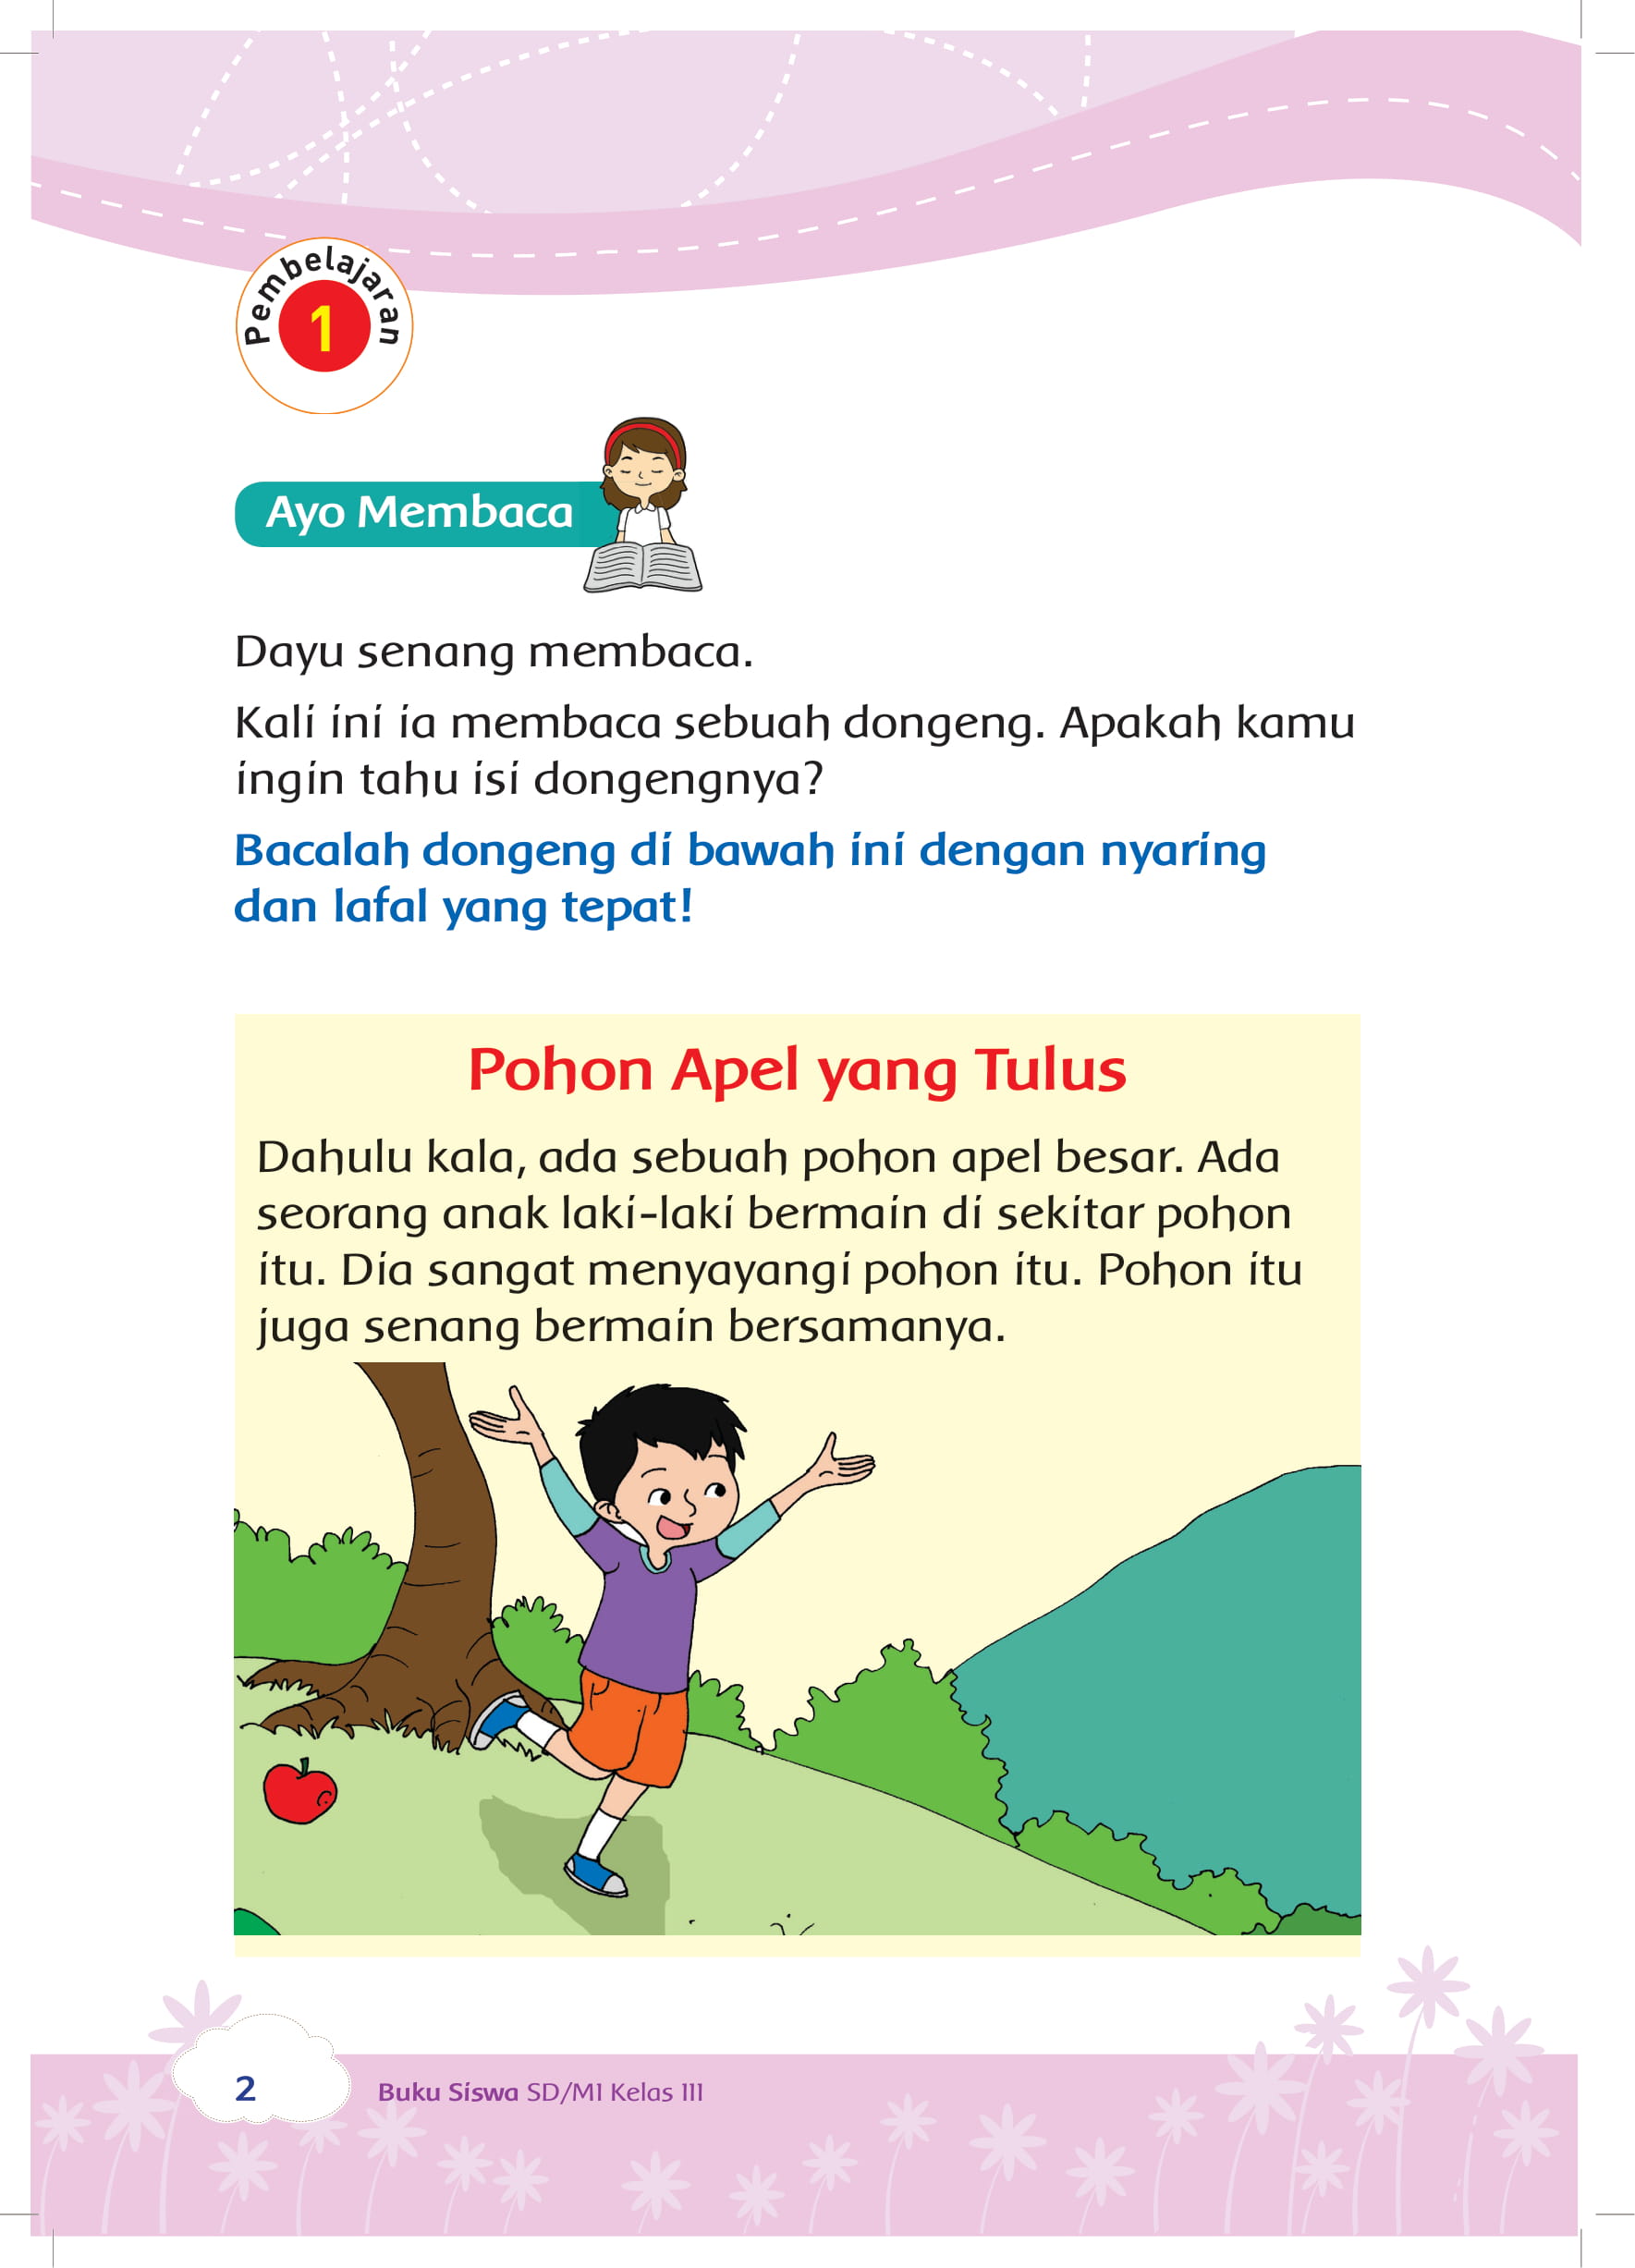 Pembelajaran
1
Ayo Membaca
Dayu senang membaca.
Kali ini ia membaca sebuah dongeng. Apakah kamu
ingin tahu isi dongengnya?
Bacalah dongeng di bawah ini dengan nyaring
dan lafal yang tepat!
Pohon Apel yang Tulus
Dahulu kala, ada sebuah pohon apel besar. Ada
seorang anak laki-laki bermain di sekitar pohon
itu. Dia sangat menyayangi pohon itu. Pohon itu
juga senang bermain bersamanya.
2
Buku Siswa SD/MI Kelas III